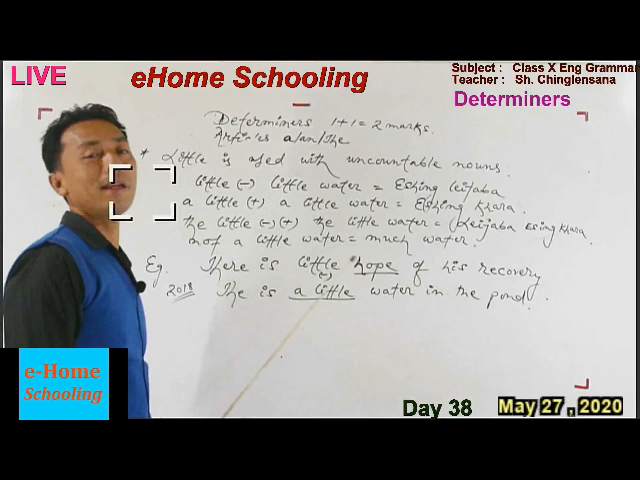 LIVE
eHome Schooling
Subject : Class X Eng Grammar
Teacher : Sh. Chinglensana
Determiners
Determiners 1+1=2 marks.
Articles a/an/the
* Little is used with uncountable nouns.
little (-) little water = Eshing leijaba
a little (+) a little water = Eshing khara.
the little (-) (+) the little water = (leijaba esing khara.
not a little water = much water.
Eg. There is little hope of his recovery
(-)
2018 The is a little water in the pond.
e-Home
Schooling
Day 38
May 27 , 2020